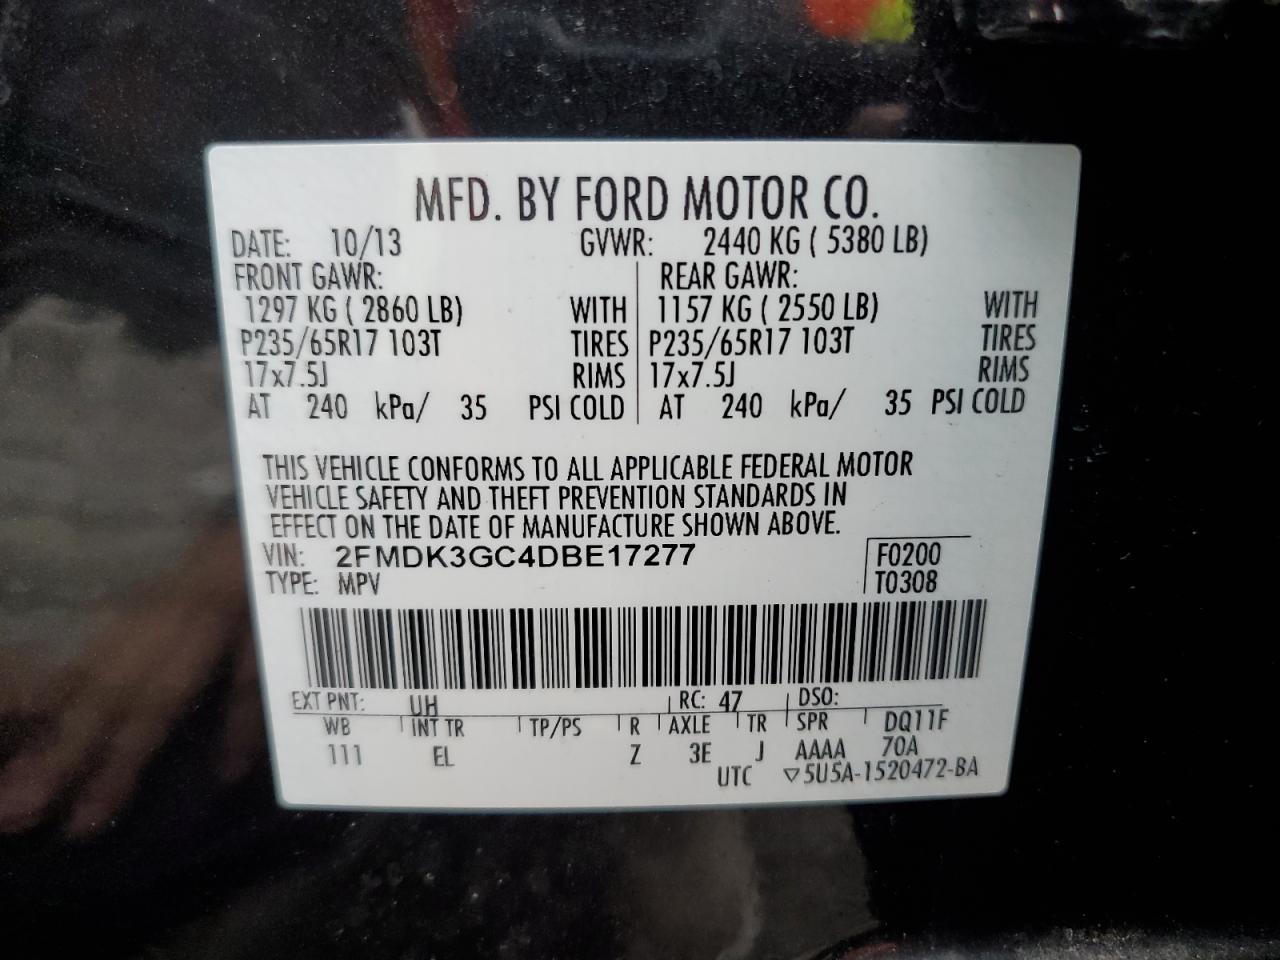 MFD. BY FORD MOTOR CO.
DATE: 10/13 GVWR: 2440 KG ( 5380 LB)
FRONT GAWR: REAR GAWR:
1297 KG ( 2860 LB) WITH 1157 KG ( 2550 LB) WITH
P235/65R17 103T TIRES P235/65R17 103T TIRES
17x7.5J RIMS 17x7.5J RIMS
AT 240 kPa/ 35 PSI COLD AT 240 kPa/ 35 PSI COLD
THIS VEHICLE CONFORMS TO ALL APPLICABLE FEDERAL MOTOR
VEHICLE SAFETY AND THEFT PREVENTION STANDARDS IN
EFFECT ON THE DATE OF MANUFACTURE SHOWN ABOVE.
VIN: 2FMDK3GC4DBE17277 F0200
TYPE: MPV T0308
EXT PNT: UH RC: 47 DSO:
WB INT TR TP/PS R AXLE TR SPR DQ11F
111 EL Z 3E J AAAA 70A
UTC ▽5U5A-1520472-BA